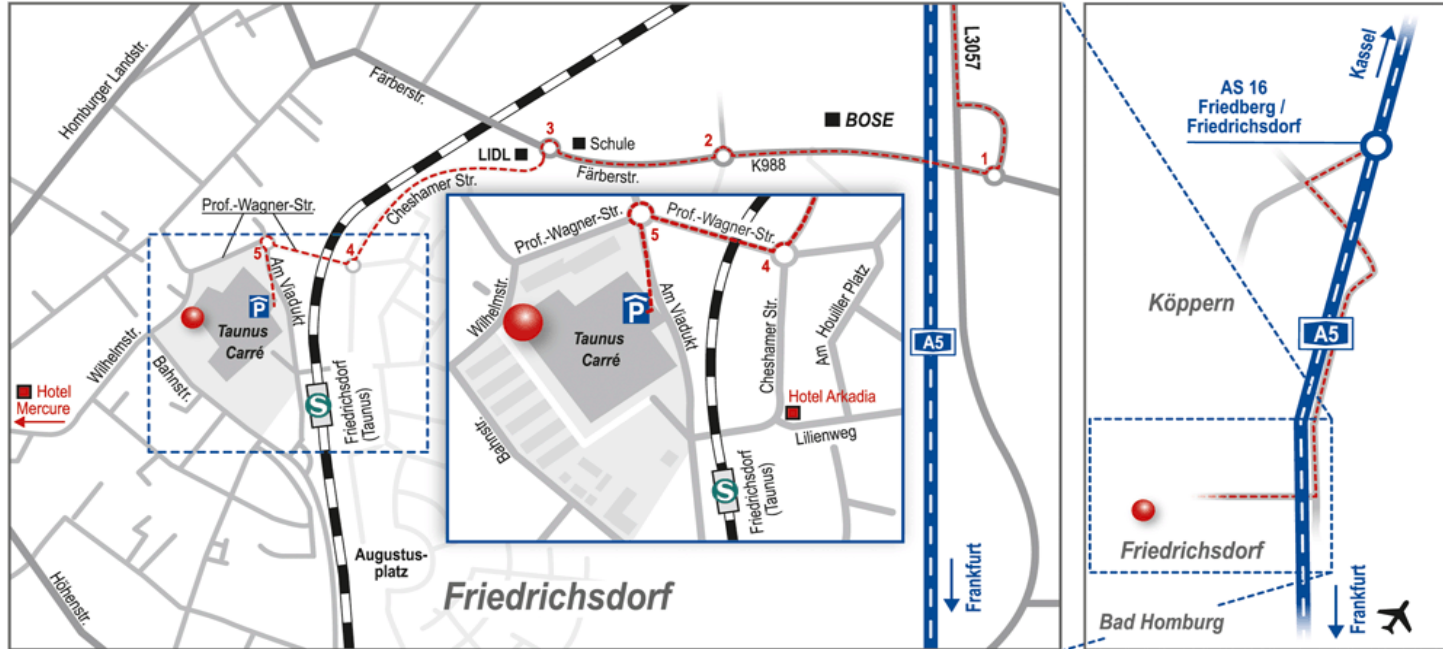 Homburger Landstr.
Färberstr.
3
LIDL
Schule
Färberstr.
2
BOSE
K988
1
L3057
Cheshamer Str.
Prof.-Wagner-Str.
5
4
Am Viadukt
P
Taunus
Carré
Wilhelmstr.
Bahnstr.
Hotel
Mercure
S
Friedrichsdorf
(Taunus)
Augustus-
platz
Höhenstr.
Friedrichsdorf
A5
Frankfurt
Prof.-Wagner-Str.
5
Prof.-Wagner-Str.
4
Wilhelmstr.
P
Taunus
Carré
Am Viadukt
Cheshamer Str.
Am Houiller Platz
Hotel Arkadia
Lilienweg
Bahnstr.
S
Friedrichsdorf
(Taunus)
Kassel
AS 16
Friedberg /
Friedrichsdorf
Köppern
A5
Friedrichsdorf
Bad Homburg
Frankfurt